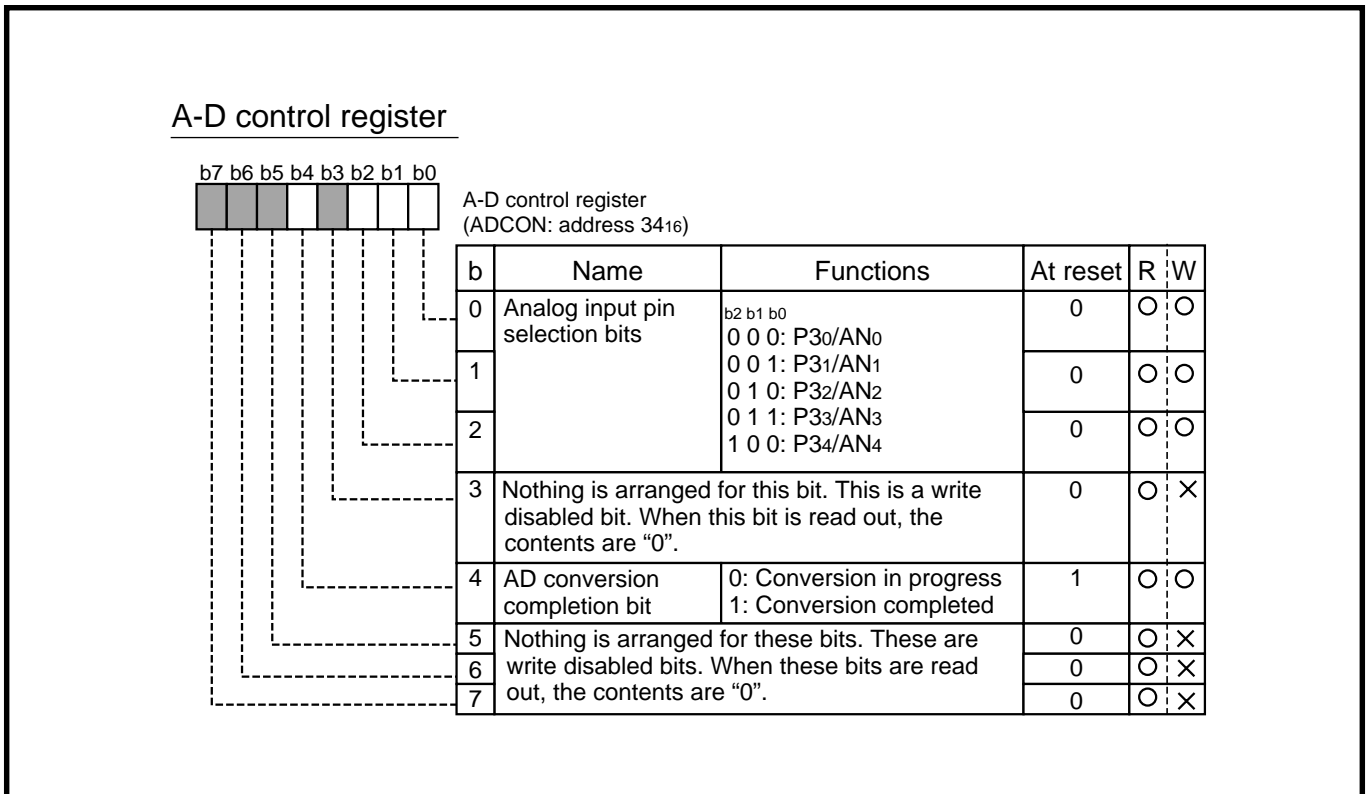 A-D control register
b7 b6 b5 b4 b3 b2 b1 b0
A-D control register
(ADCON: address 3416)
b Name Functions At reset R W
0 Analog input pin selection bits b2 b1 b0 0 O O
0 0 0: P30/AN0
0 0 1: P31/AN1
1 0 O O
0 1 0: P32/AN2
0 1 1: P33/AN3
2 0 O O
1 0 0: P34/AN4
3 Nothing is arranged for this bit. This is a write 0 O ×
disabled bit. When this bit is read out, the
contents are “0”.
4 AD conversion 0: Conversion in progress 1 O O
completion bit 1: Conversion completed
5 Nothing is arranged for these bits. These are 0 O ×
6 write disabled bits. When these bits are read 0 O ×
7 out, the contents are “0”. 0 O ×